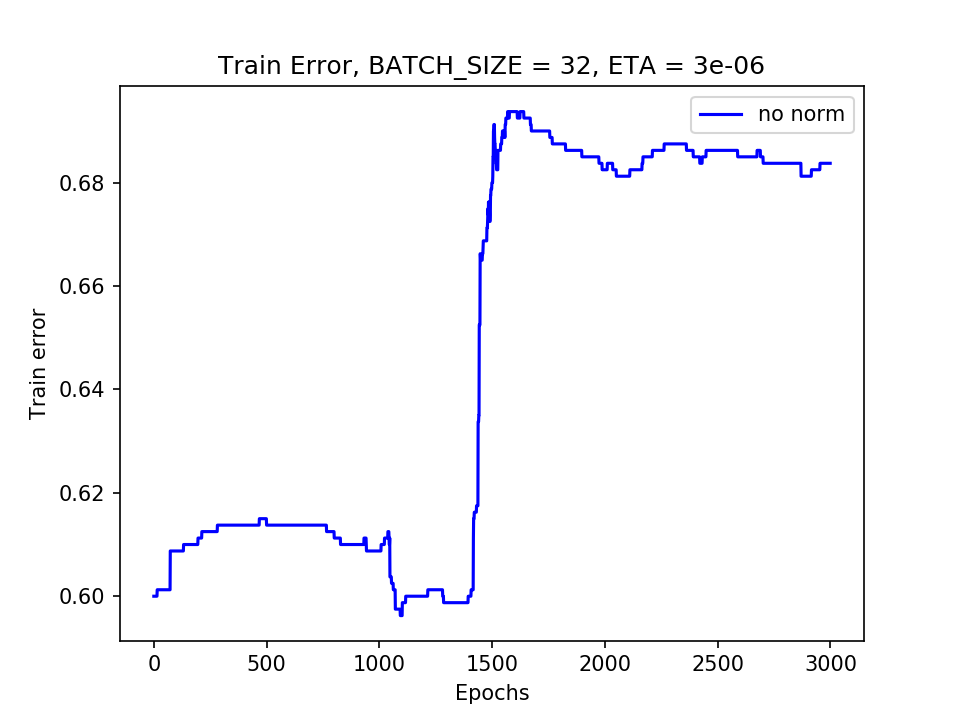 Train Error, BATCH_SIZE = 32, ETA = 3e-06
no norm
0.68
0.66
0.64
0.62
0.60
Train error
0 500 1000 1500 2000 2500 3000
Epochs